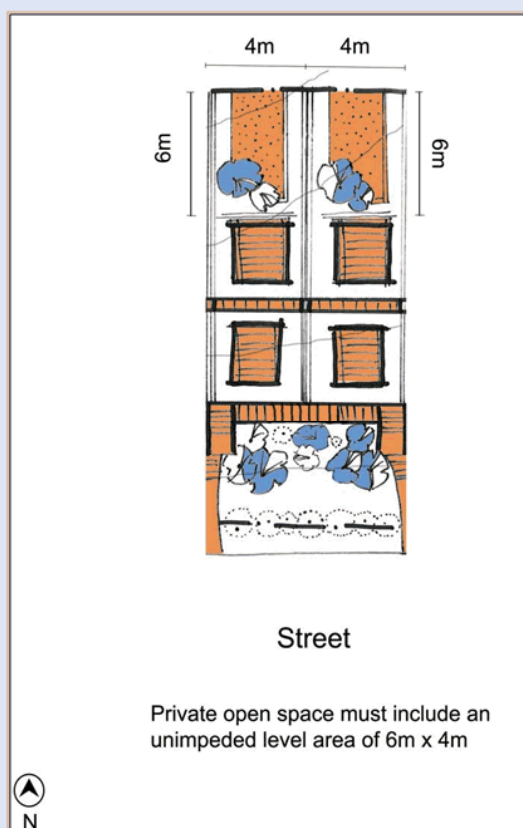 4m 4m
6m 6m
Street
Private open space must include an
unimpeded level area of 6m x 4m
N